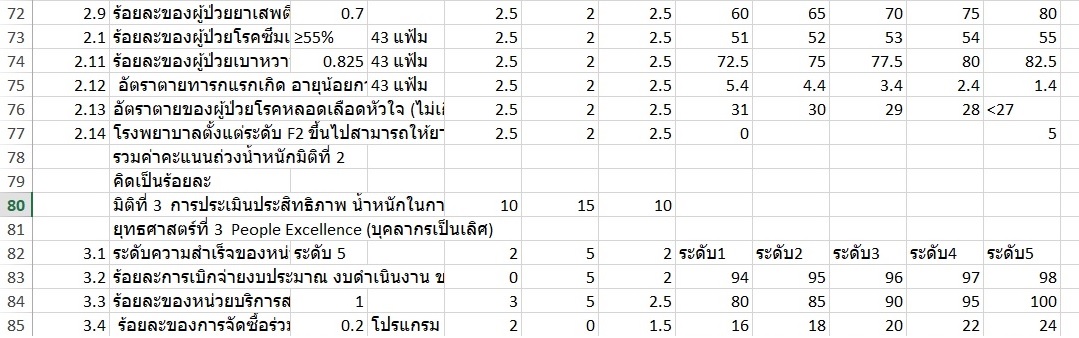 72 2.9 ร้อยละของผู้ป่วยยาเสพติ 0.7 2.5 2 2.5 60 65 70 75 80
73 2.1 ร้อยละของผู้ป่วยโรคซึมเ ≥55% 43 แฟ้ม 2.5 2 2.5 51 52 53 54 55
74 2.11 ร้อยละของผู้ป่วยเบาหวา 0.825 43 แฟ้ม 2.5 2 2.5 72.5 75 77.5 80 82.5
75 2.12 อัตราตายทารกแรกเกิด อายุน้อยก 43 แฟ้ม 2.5 2 2.5 5.4 4.4 3.4 2.4 1.4
76 2.13 อัตราตายของผู้ป่วยโรคหลอดเลือดหัวใจ (ไม่เกิ 2.5 2 2.5 31 30 29 28 <27
77 2.14 โรงพยาบาลตั้งแต่ระดับ F2 ขึ้นไปสามารถให้ยา 2.5 2 2.5 0 5
78 รวมค่าคะแนนถ่วงน้ำหนักมิติที่ 2
79 คิดเป็นร้อยละ
80 มิติที่ 3 การประเมินประสิทธิภาพ น้ำหนักในกา 10 15 10
81 ยุทธศาสตร์ที่ 3 People Excellence (บุคลากรเป็นเลิศ)
82 3.1 ระดับความสำเร็จของหน่ ระดับ 5 2 5 2 ระดับ1 ระดับ2 ระดับ3 ระดับ4 ระดับ5
83 3.2 ร้อยละการเบิกจ่ายงบประมาณ งบดำเนินงาน ข 0 5 2 94 95 96 97 98
84 3.3 ร้อยละของหน่วยบริการส 1 3 5 2.5 80 85 90 95 100
85 3.4 ร้อยละของการจัดซื้อร่วม 0.2 โปรแกรม 2 0 1.5 16 18 20 22 24